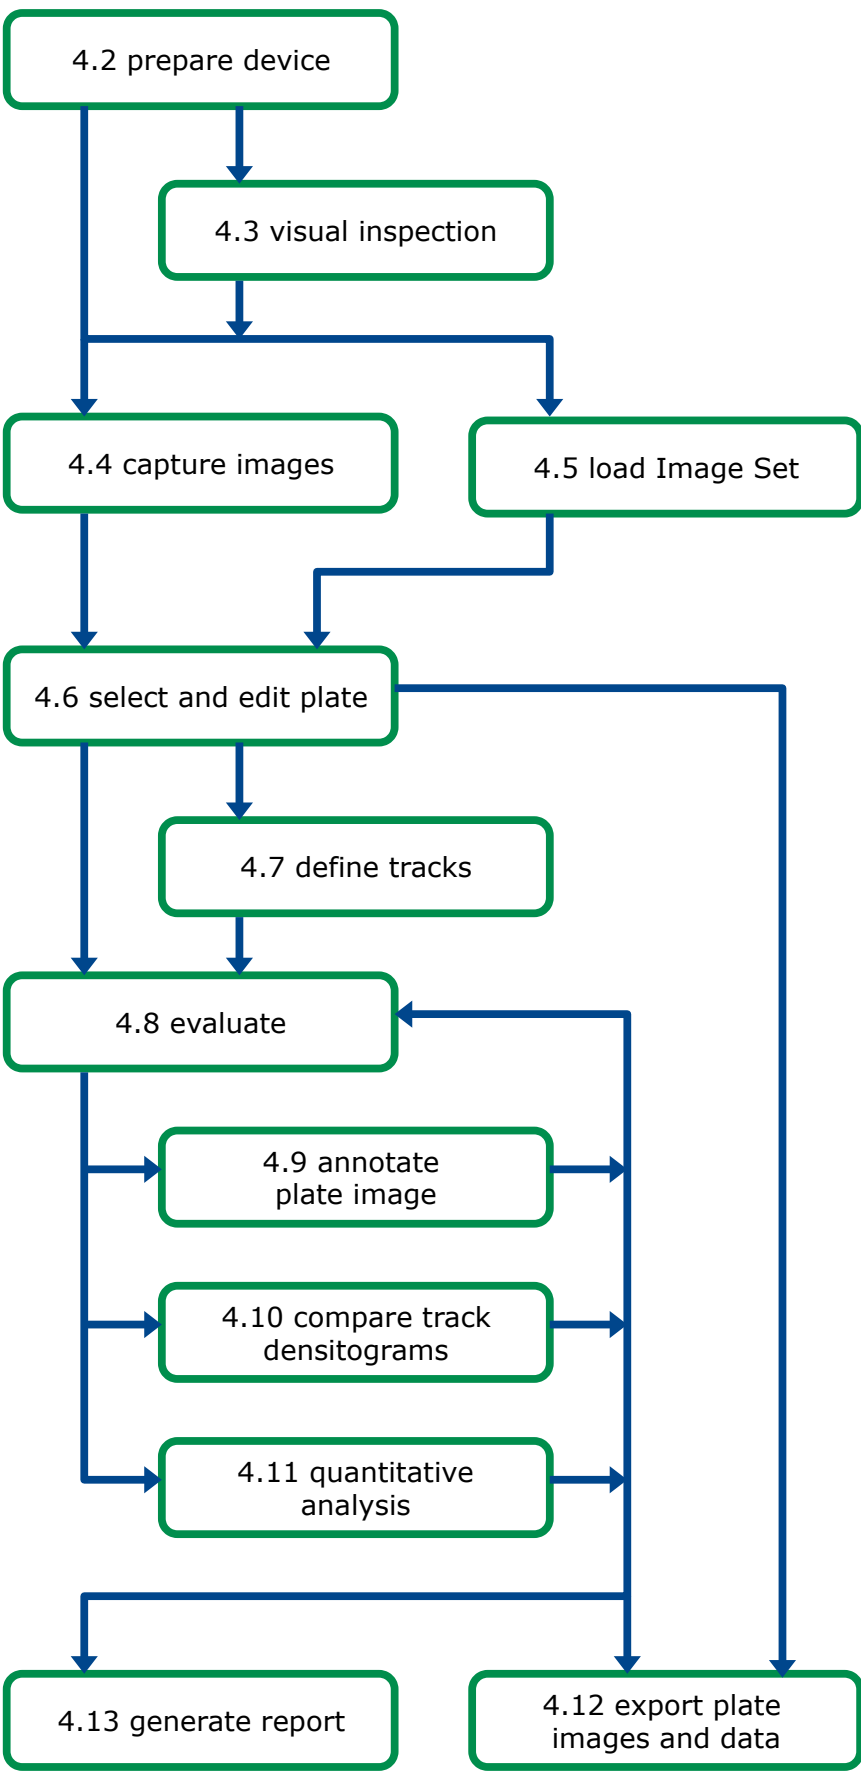 4.2 prepare device
4.3 visual inspection
4.4 capture images
4.5 load Image Set
4.6 select and edit plate
4.7 define tracks
4.8 evaluate
4.9 annotate
plate image
4.10 compare track
densitograms
4.11 quantitative
analysis
4.13 generate report
4.12 export plate
images and data